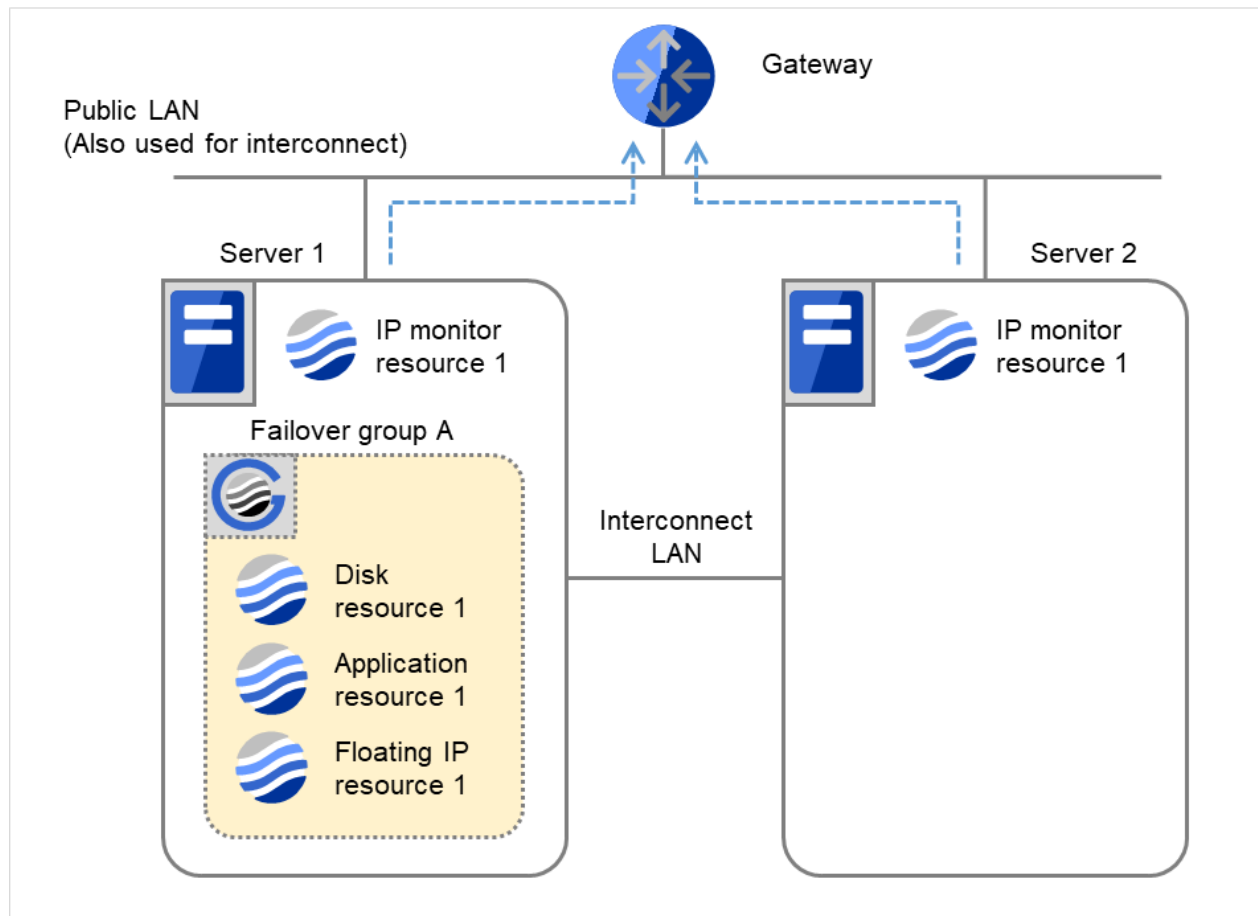 Gateway
Public LAN
(Also used for interconnect)
Server 1
Server 2
IP monitor
resource 1
IP monitor
resource 1
Failover group A
Interconnect
LAN
Disk
resource 1
Application
resource 1
Floating IP
resource 1